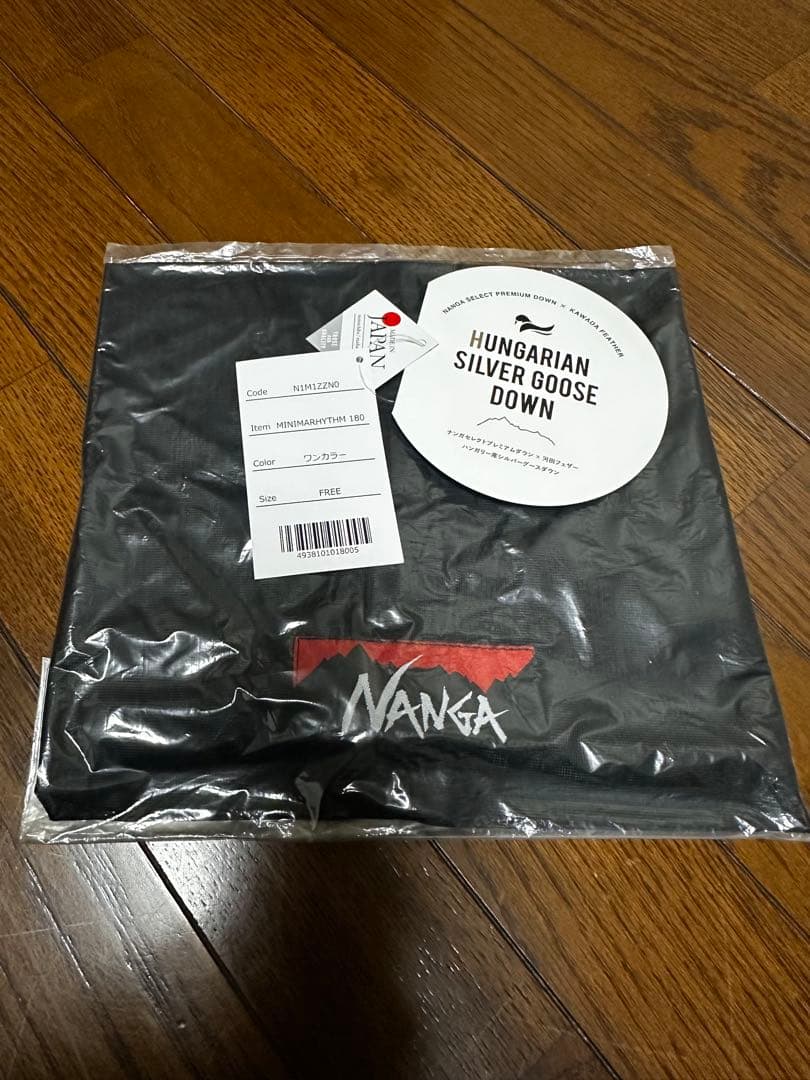 NANGA SELECT PREMIUM DOWN × KAWADA FEATHER
HUNGARIAN
SILVER GOOSE
DOWN
ナンガセレクトプレミアムダウン × 河田フェザー
ハンガリー産シルバーグースダウン
MADE IN
JAPAN
Code N1M1ZZN0
Item MINIMARHYTHM 180
Color ワンカラー
Size FREE
4938101018005
NANGA